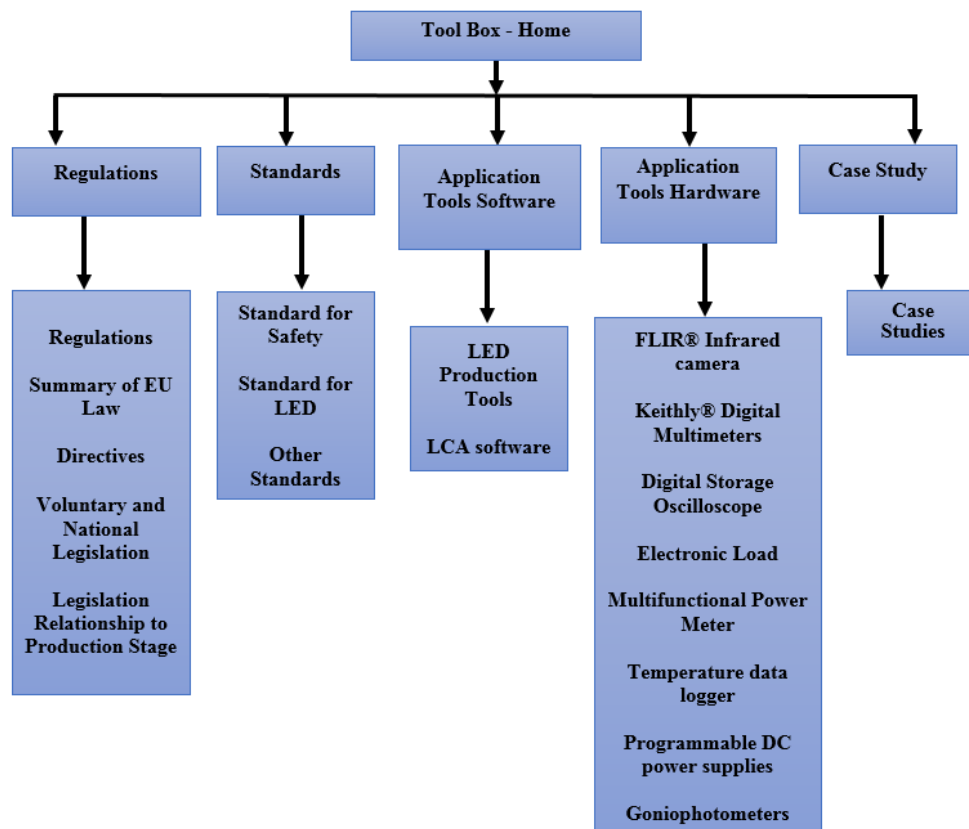 Tool Box - Home
Regulations
Standards
Application
Tools Software
Application
Tools Hardware
Case Study
Regulations
Summary of EU
Law
Directives
Voluntary and
National
Legislation
Legislation
Relationship to
Production Stage
Standard for
Safety
Standard for
LED
Other
Standards
LED
Production
Tools
LCA software
FLIR® Infrared
camera
Keithly® Digital
Multimeters
Digital Storage
Oscilloscope
Electronic Load
Multifunctional Power
Meter
Temperature data
logger
Programmable DC
power supplies
Goniophotometers
Case
Studies